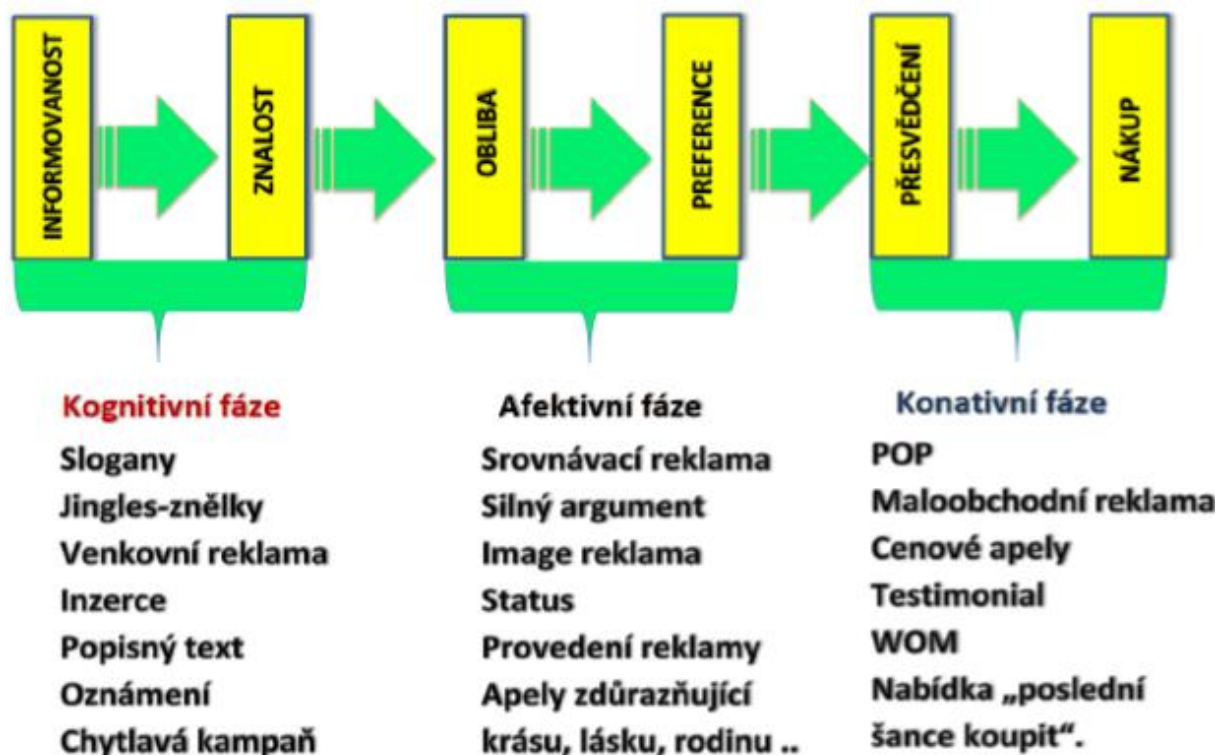 INFORMOVANOST
ZNALOST
OBLIBA
PREFERENCE
PŘESVĚDČENÍ
NÁKUP
Kognitivní fáze
Slogany
Jingles-znělky
Venkovní reklama
Inzerce
Popisný text
Oznámení
Chytlavá kampaň
Afektivní fáze
Srovnávací reklama
Silný argument
Image reklama
Status
Provedení reklamy
Apely zdůrazňující
krásu, lásku, rodinu ..
Konativní fáze
POP
Maloobchodní reklama
Cenové apely
Testimonial
WOM
Nabídka „poslední
šance koupit“.